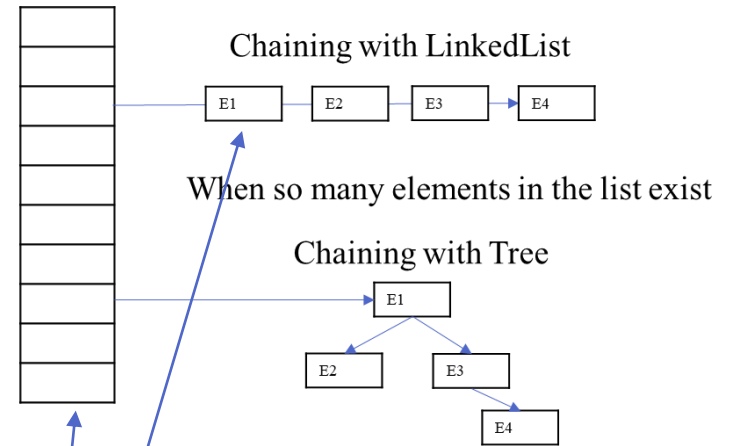 Chaining with LinkedList
E1
E2
E3
E4
When so many elements in the list exist
Chaining with Tree
E1
E2
E3
E4